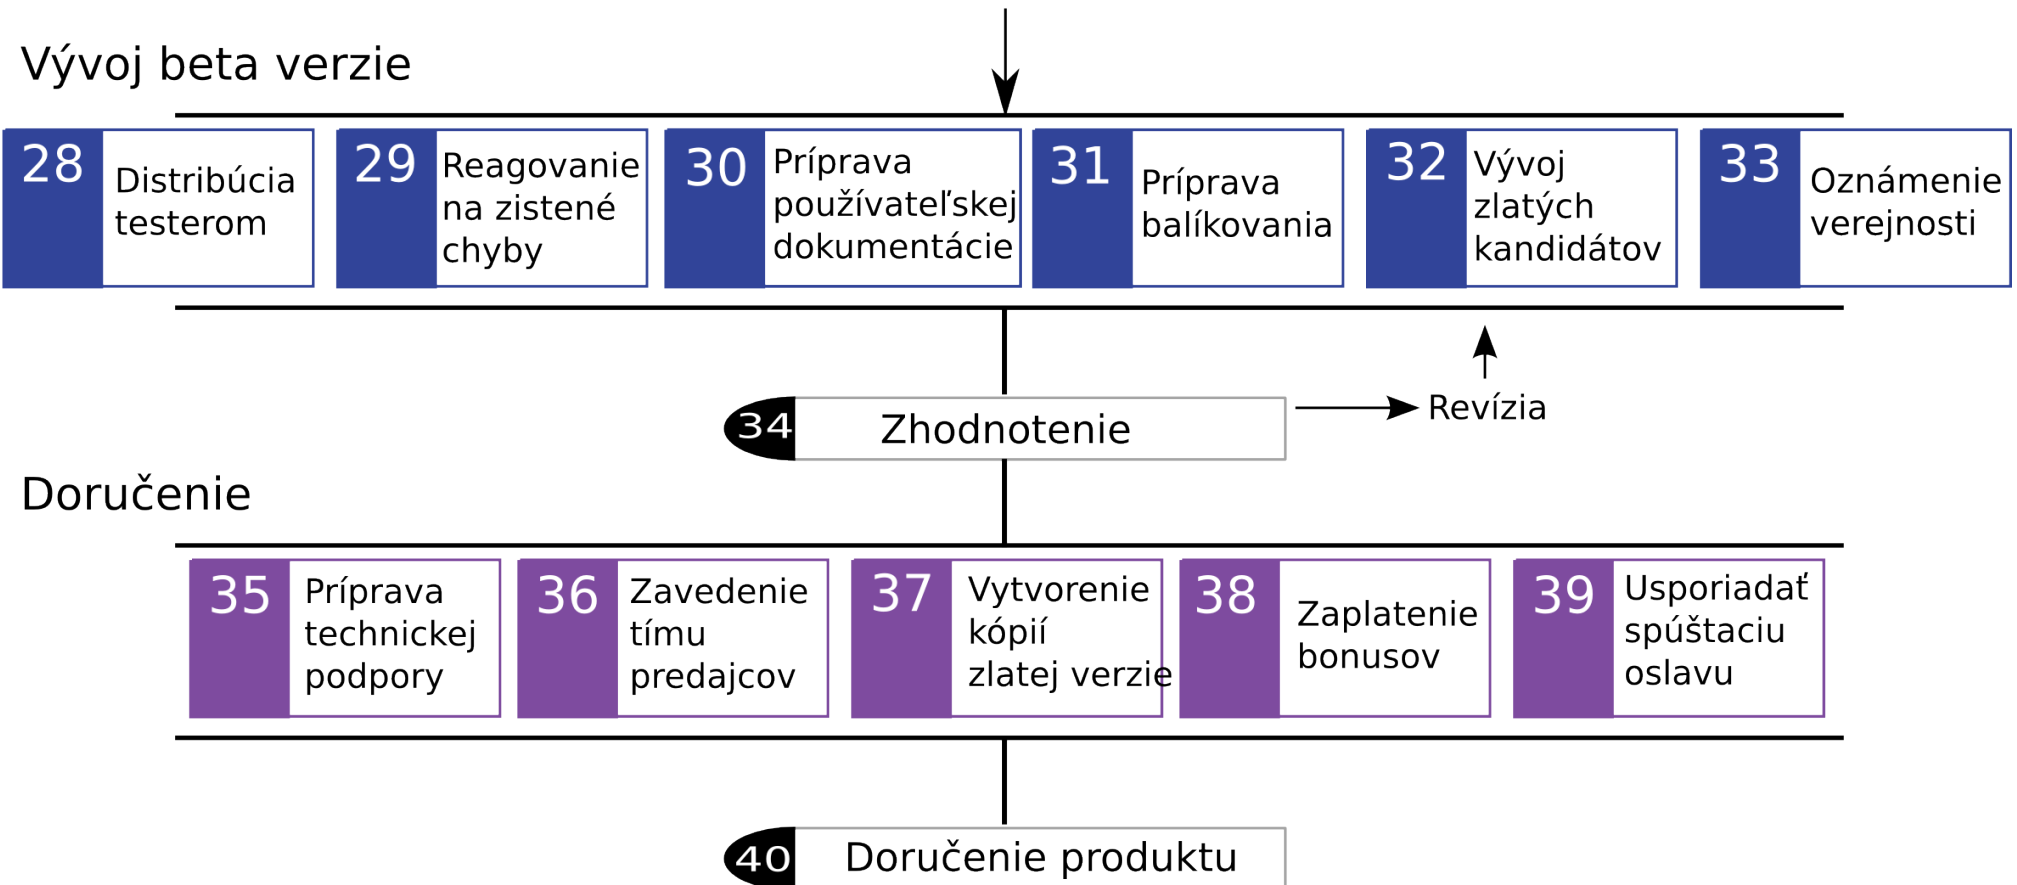 Vývoj beta verzie
28
Distribúcia
testerom
29
Reagovanie
na zistené
chyby
30
Príprava
používateľskej
dokumentácie
31
Príprava
balíkovania
32
Vývoj
zlatých
kandidátov
33
Oznámenie
verejnosti
34
Zhodnotenie
Revízia
Doručenie
35
Príprava
technickej
podpory
36
Zavedenie
tímu
predajcov
37
Vytvorenie
kópií
zlatej verzie
38
Zaplatenie
bonusov
39
Usporiadať
spúštaciu
oslavu
40
Doručenie produktu